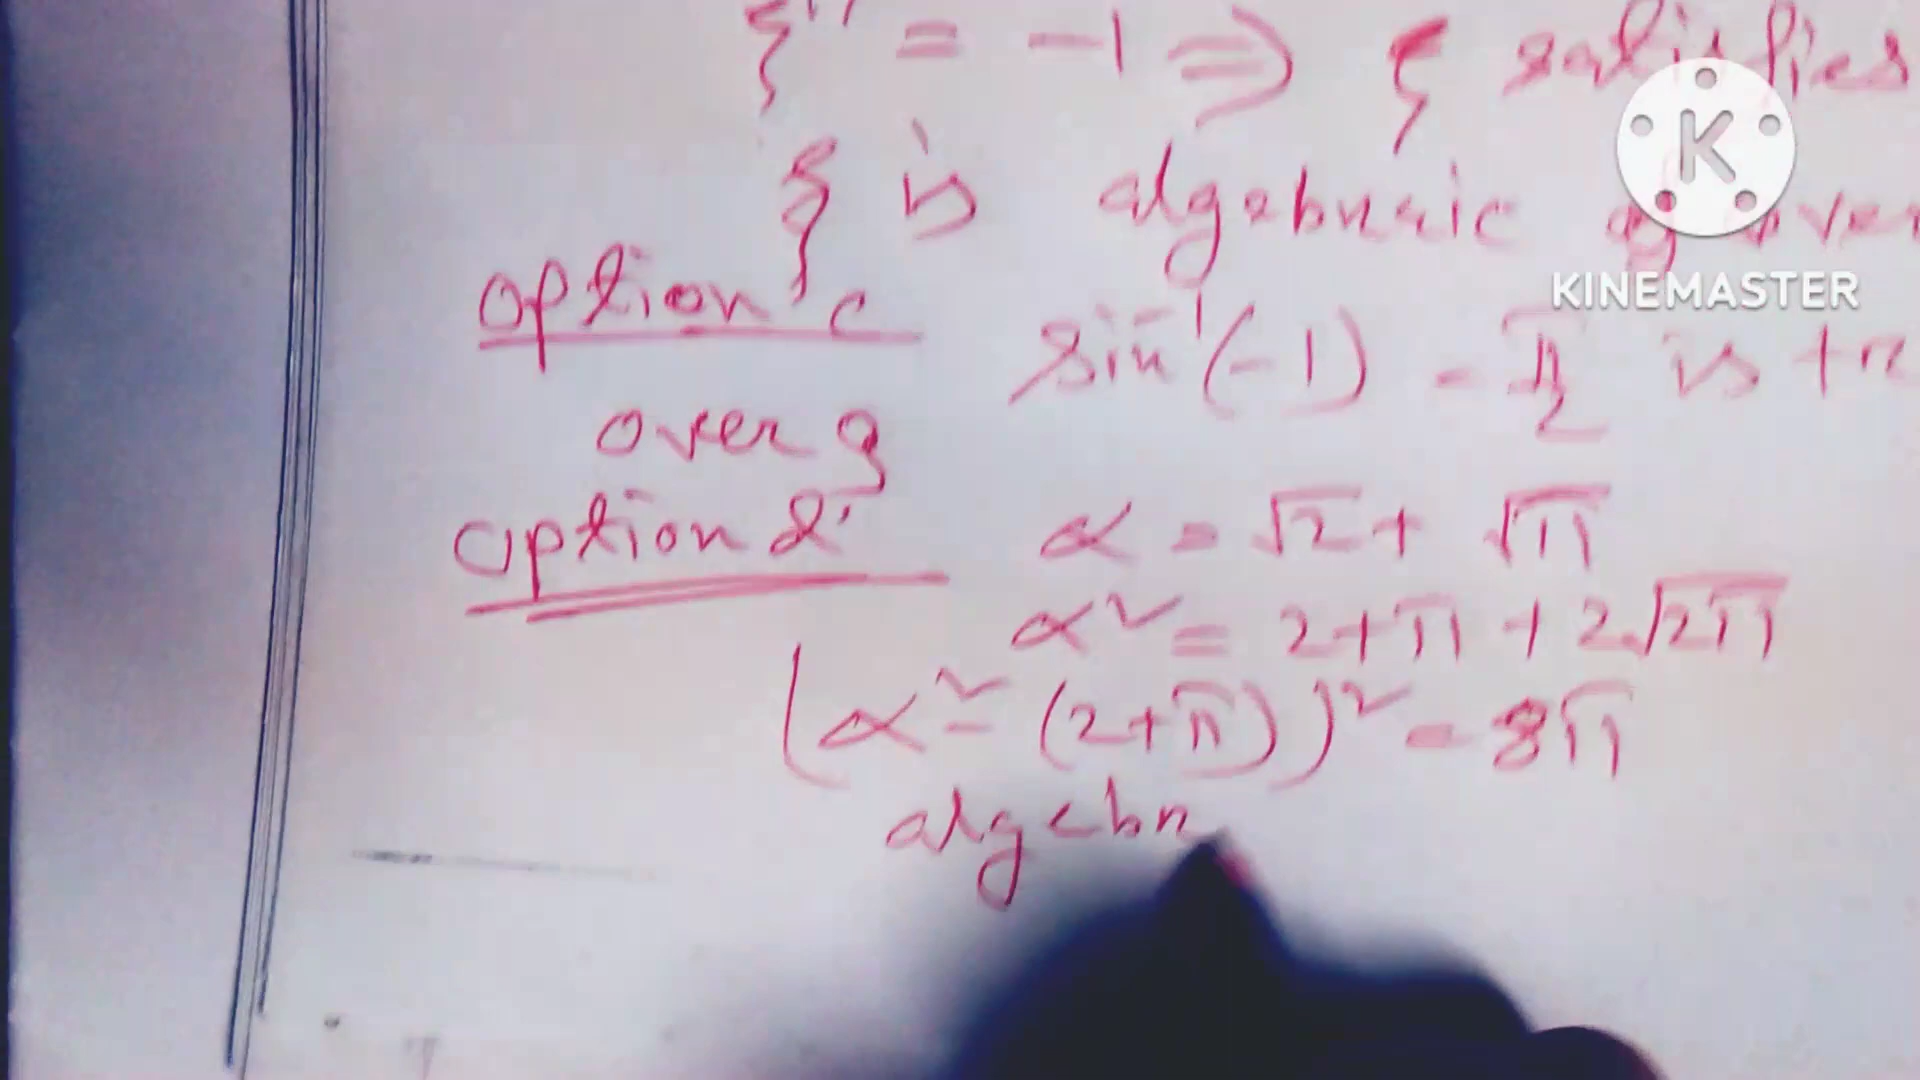 = -1 ⇒ ξ satisfies
ξ is algebraic over
option c sin⁻¹(-1) = π/2 is
over Q
option d α = √2 + √π
α² = 2+π + 2√2π
(α² - (2+π))² = 8π
algebr
K
KINEMASTER